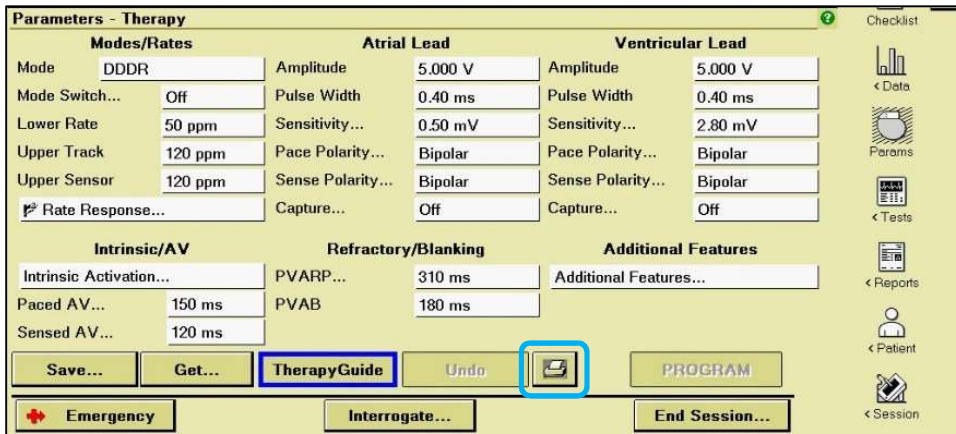 Parameters - Therapy
Modes/Rates Atrial Lead Ventricular Lead
Mode DDDR Amplitude 5.000 V Amplitude 5.000 V
Mode Switch... Off Pulse Width 0.40 ms Pulse Width 0.40 ms
Lower Rate 50 ppm Sensitivity... 0.50 mV Sensitivity... 2.80 mV
Upper Track 120 ppm Pace Polarity... Bipolar Pace Polarity... Bipolar
Upper Sensor 120 ppm Sense Polarity... Bipolar Sense Polarity... Bipolar
Rate Response... Capture... Off Capture... Off
Intrinsic/AV Refractory/Blanking Additional Features
Intrinsic Activation... PVARP... 310 ms Additional Features...
Paced AV... 150 ms PVAB 180 ms
Sensed AV... 120 ms
Save... Get... TherapyGuide Undo PROGRAM
Emergency Interrogate... End Session...
?
Checklist
< Data
Params
< Tests
< Reports
< Patient
< Session